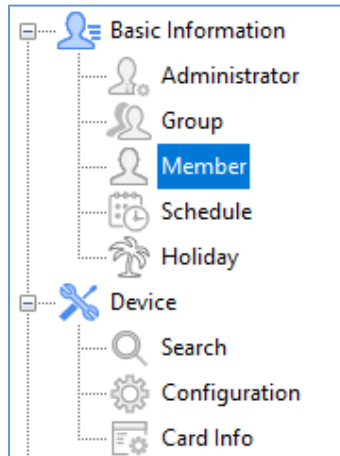 Basic Information
Administrator
Group
Member
Schedule
Holiday
Device
Search
Configuration
Card Info